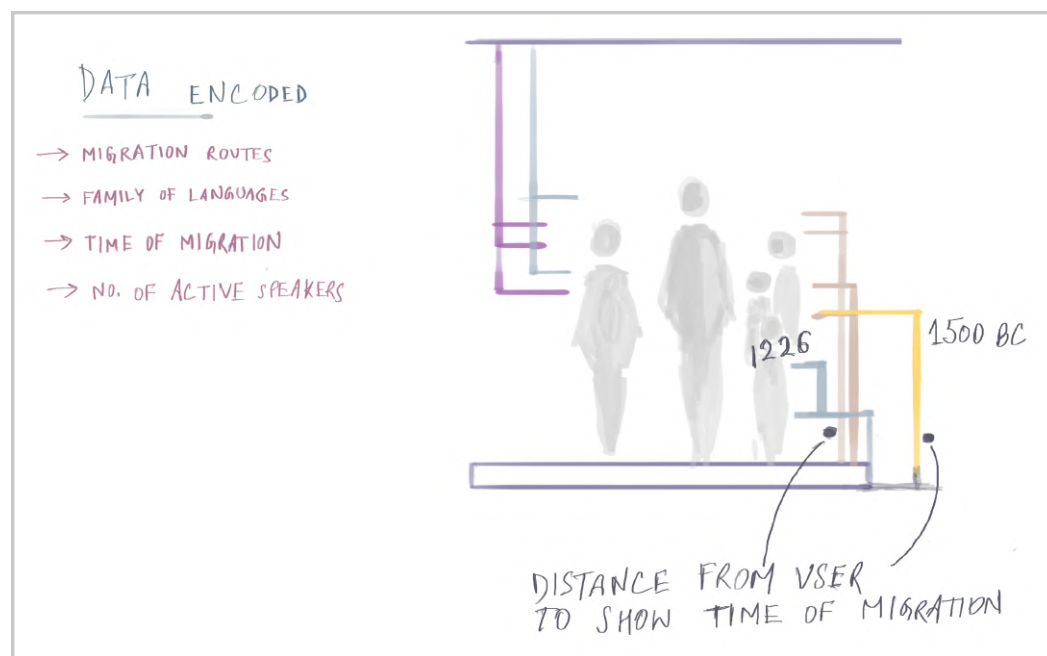 DATA ENCODED
→ MIGRATION ROUTES
→ FAMILY OF LANGUAGES
→ TIME OF MIGRATION
→ NO. OF ACTIVE SPEAKERS
1226
1500 BC
DISTANCE FROM USER
TO SHOW TIME OF MIGRATION